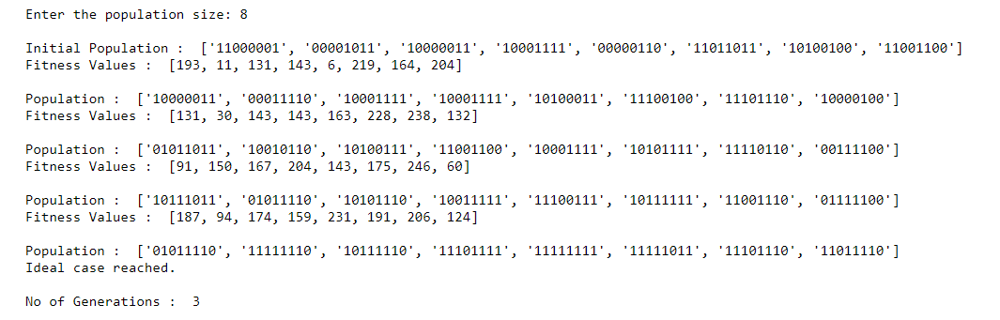 Enter the population size: 8
Initial Population :  ['11000001', '00001011', '10000011', '10001111', '00000110', '11011011', '10100100', '11001100']
Fitness Values :  [193, 11, 131, 143, 6, 219, 164, 204]
Population :  ['10000011', '00011110', '10001111', '10001111', '10100011', '11100100', '11101110', '10000100']
Fitness Values :  [131, 30, 143, 143, 163, 228, 238, 132]
Population :  ['01011011', '10010110', '10100111', '11001100', '10001111', '10101111', '11110110', '00111100']
Fitness Values :  [91, 150, 167, 204, 143, 175, 246, 60]
Population :  ['10111011', '01011110', '10101110', '10011111', '11100111', '10111111', '11001110', '01111100']
Fitness Values :  [187, 94, 174, 159, 231, 191, 206, 124]
Population :  ['01011110', '11111110', '10111110', '11101111', '11111111', '11111011', '11101110', '11011110']
Ideal case reached.
No of Generations :  3